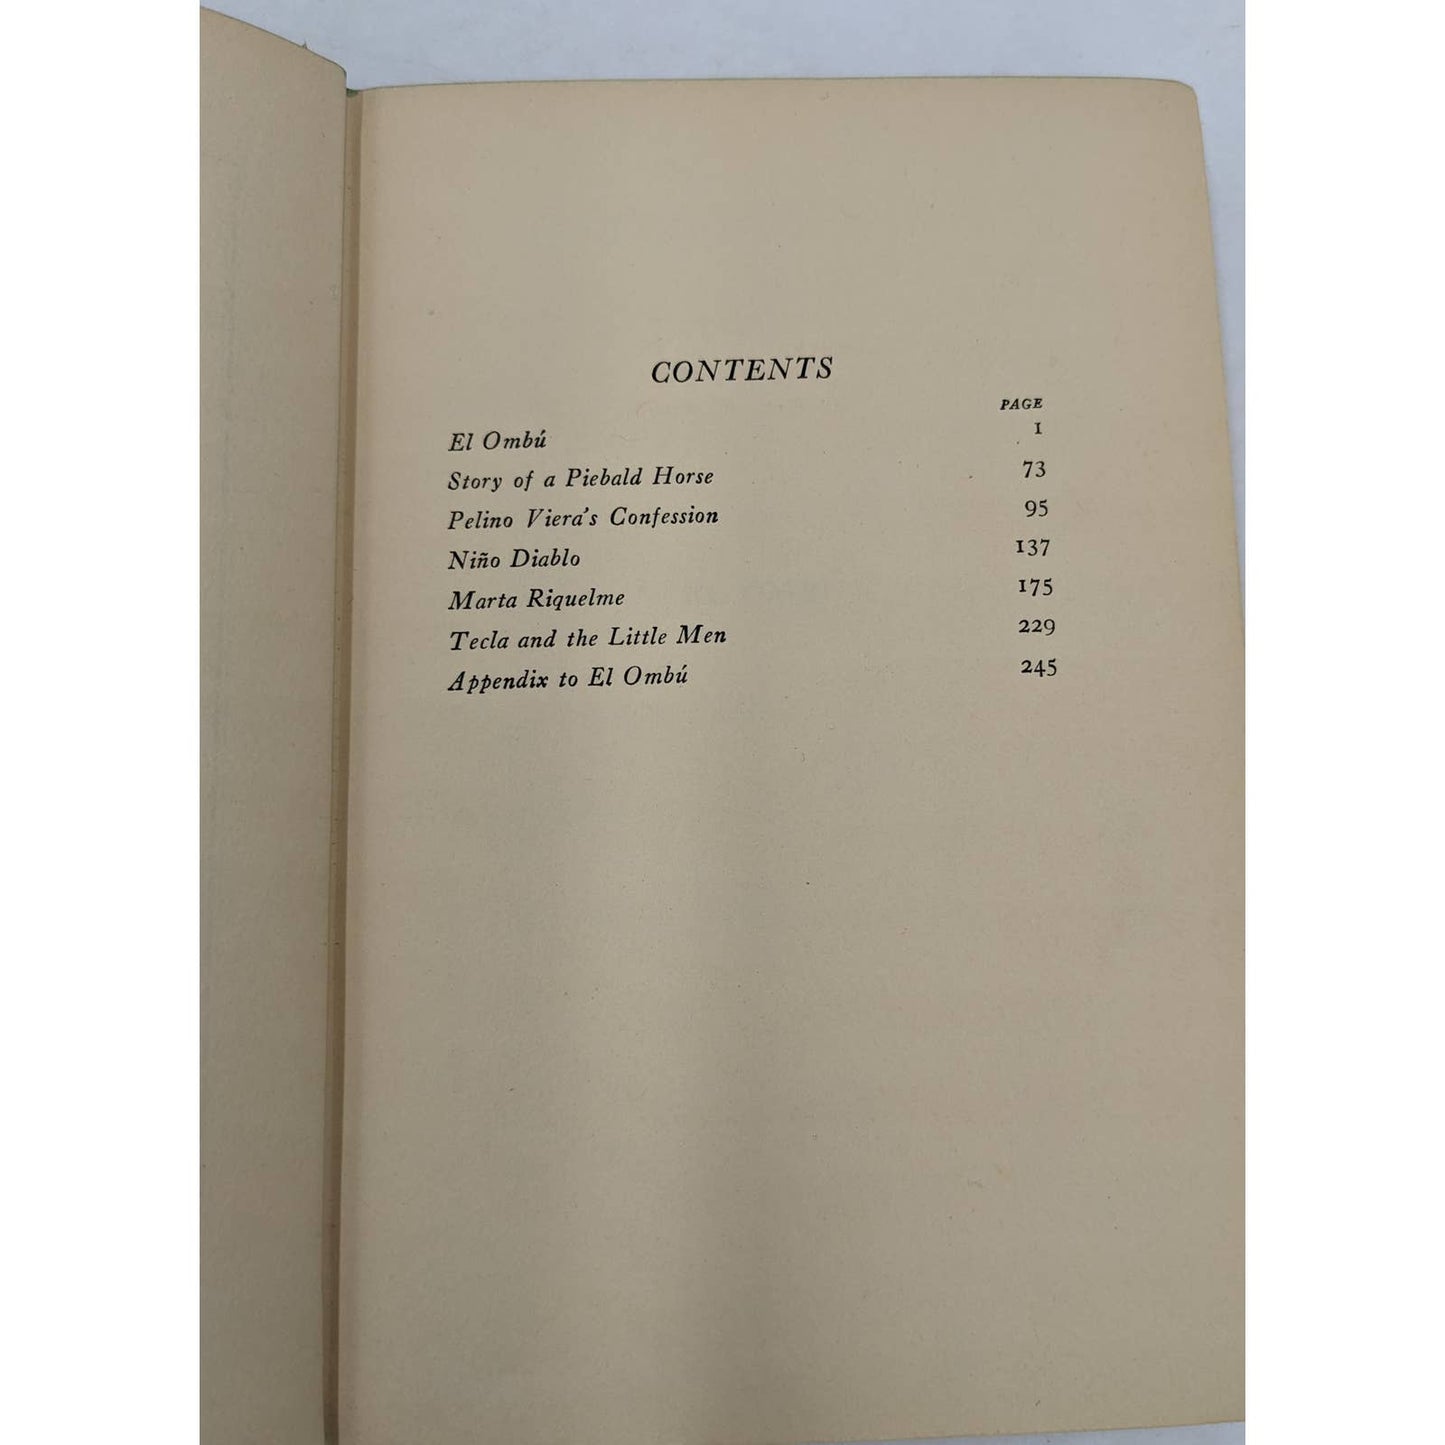 CONTENTS
PAGE
El Ombú 1
Story of a Piebald Horse 73
Pelino Viera's Confession 95
Niño Diablo 137
Marta Riquelme 175
Tecla and the Little Men 229
Appendix to El Ombú 245